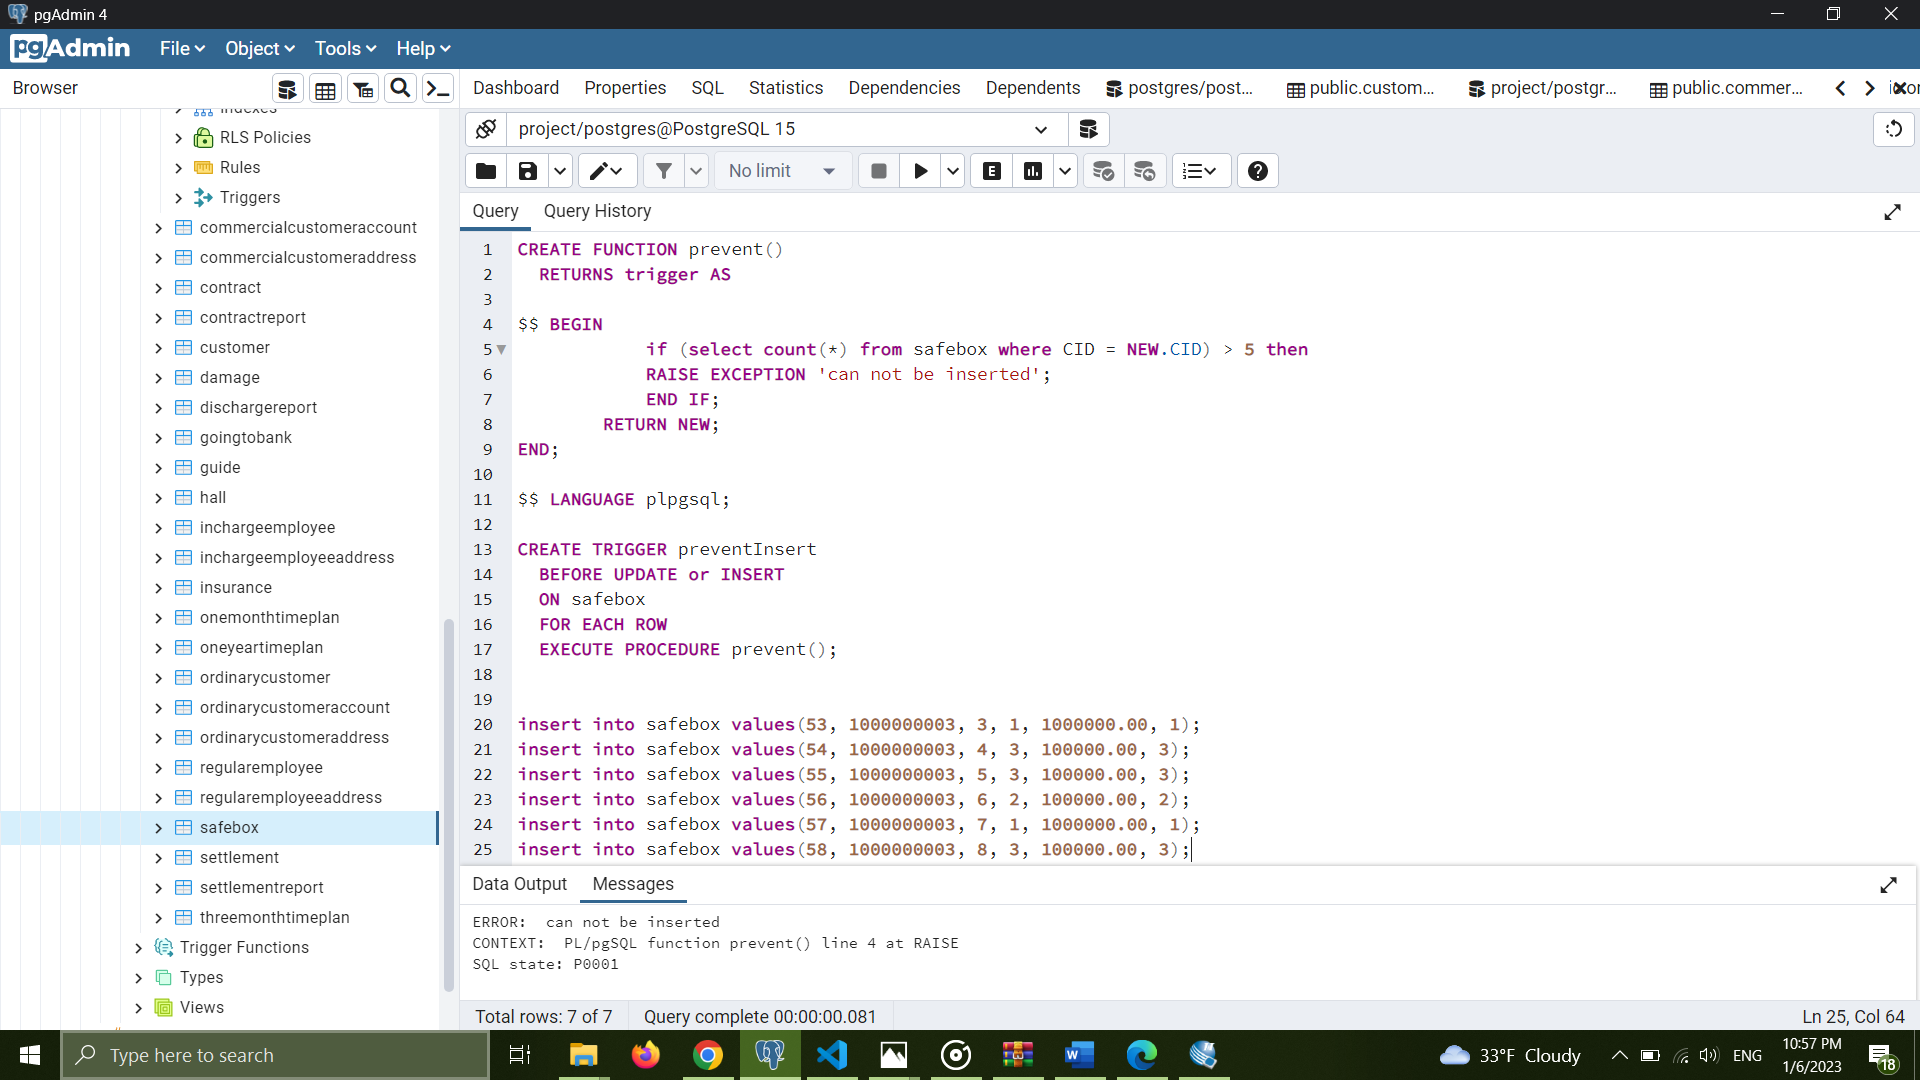 pgAdmin 4
pgAdmin File Object Tools Help
Browser
Dashboard Properties SQL Statistics Dependencies Dependents postgres/post... public.custom... project/postgr... public.commer...
Indexes
RLS Policies
Rules
Triggers
commercialcustomeraccount
commercialcustomeraddress
contract
contractreport
customer
damage
dischargereport
goingtobank
guide
hall
inchargeemployee
inchargeemployeeaddress
insurance
onemonthtimeplan
oneyeartimeplan
ordinarycustomer
ordinarycustomeraccount
ordinarycustomeraddress
regularemployee
regularemployeeaddress
safebox
settlement
settlementreport
threemonthtimeplan
Trigger Functions
Types
Views
project/postgres@PostgreSQL 15
No limit
E
Query Query History
1 CREATE FUNCTION prevent()
2 RETURNS trigger AS
3
4 $$ BEGIN
5 if (select count(*) from safebox where CID = NEW.CID) > 5 then
6 RAISE EXCEPTION 'can not be inserted';
7 END IF;
8 RETURN NEW;
9 END;
10
11 $$ LANGUAGE plpgsql;
12
13 CREATE TRIGGER preventInsert
14 BEFORE UPDATE or INSERT
15 ON safebox
16 FOR EACH ROW
17 EXECUTE PROCEDURE prevent();
18
19
20 insert into safebox values(53, 1000000003, 3, 1, 1000000.00, 1);
21 insert into safebox values(54, 1000000003, 4, 3, 100000.00, 3);
22 insert into safebox values(55, 1000000003, 5, 3, 100000.00, 3);
23 insert into safebox values(56, 1000000003, 6, 2, 100000.00, 2);
24 insert into safebox values(57, 1000000003, 7, 1, 1000000.00, 1);
25 insert into safebox values(58, 1000000003, 8, 3, 100000.00, 3);
Data Output Messages
ERROR: can not be inserted
CONTEXT: PL/pgSQL function prevent() line 4 at RAISE
SQL state: P0001
Total rows: 7 of 7 Query complete 00:00:00.081 Ln 25, Col 64
Type here to search
33°F Cloudy ENG
10:57 PM
1/6/2023
18